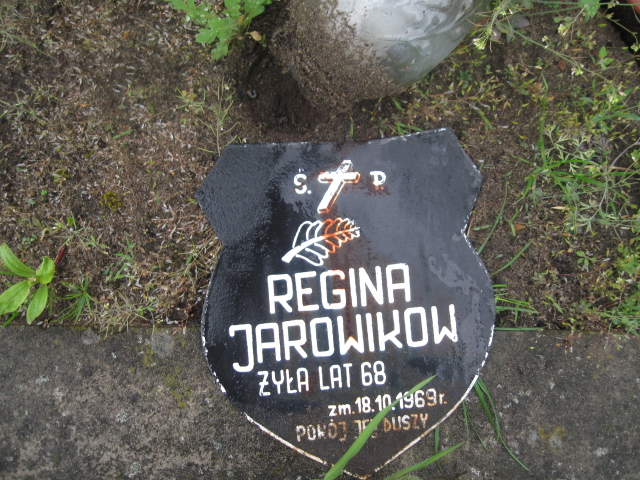 Ś. P.
REGINA
JAROWIKOW
ŻYŁA LAT 68
zm.18.10.1969r.
POKÓJ JEJ DUSZY